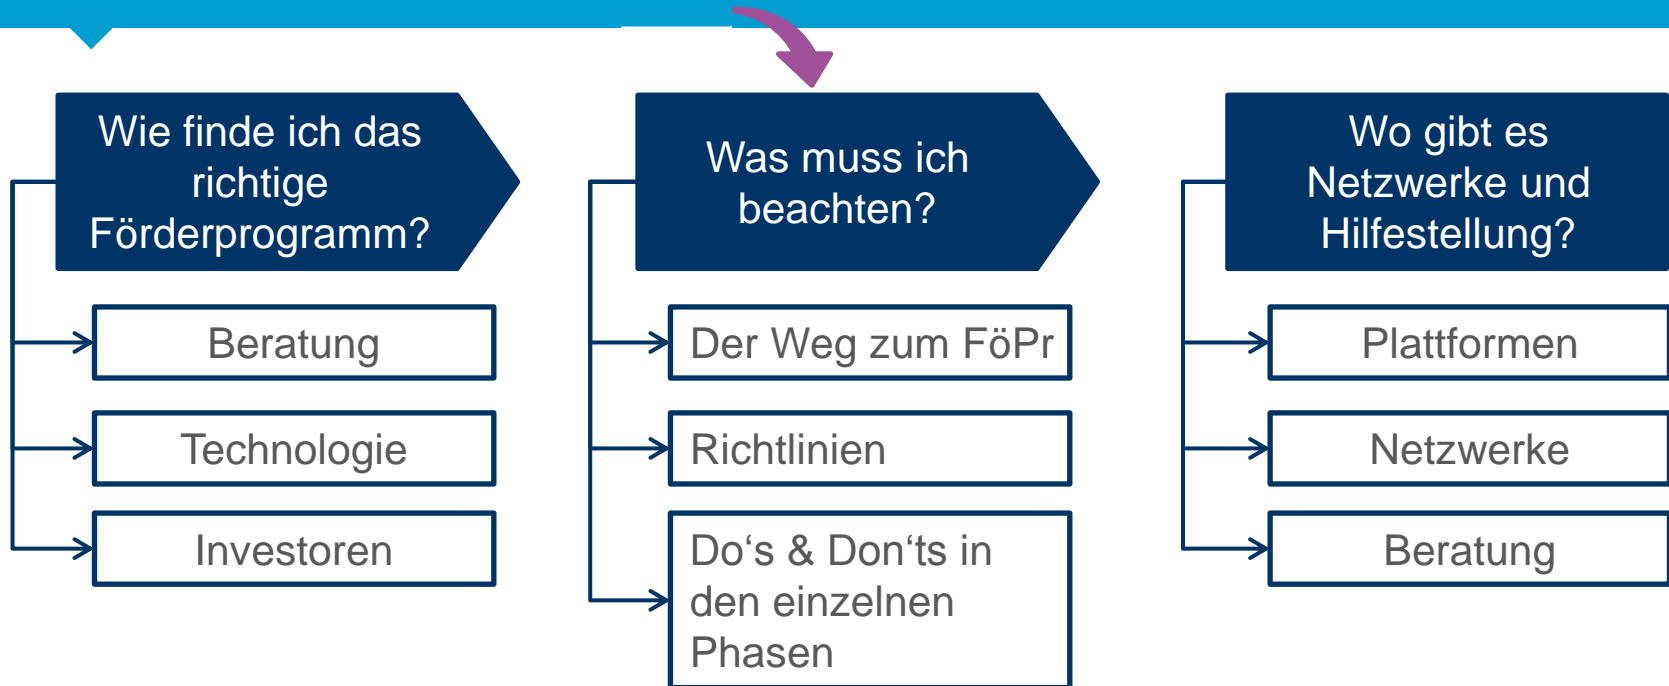 Wie finde ich das
richtige
Förderprogramm?
Beratung
Technologie
Investoren
Was muss ich
beachten?
Der Weg zum FöPr
Richtlinien
Do‘s & Don‘ts in
den einzelnen
Phasen
Wo gibt es
Netzwerke und
Hilfestellung?
Plattformen
Netzwerke
Beratung